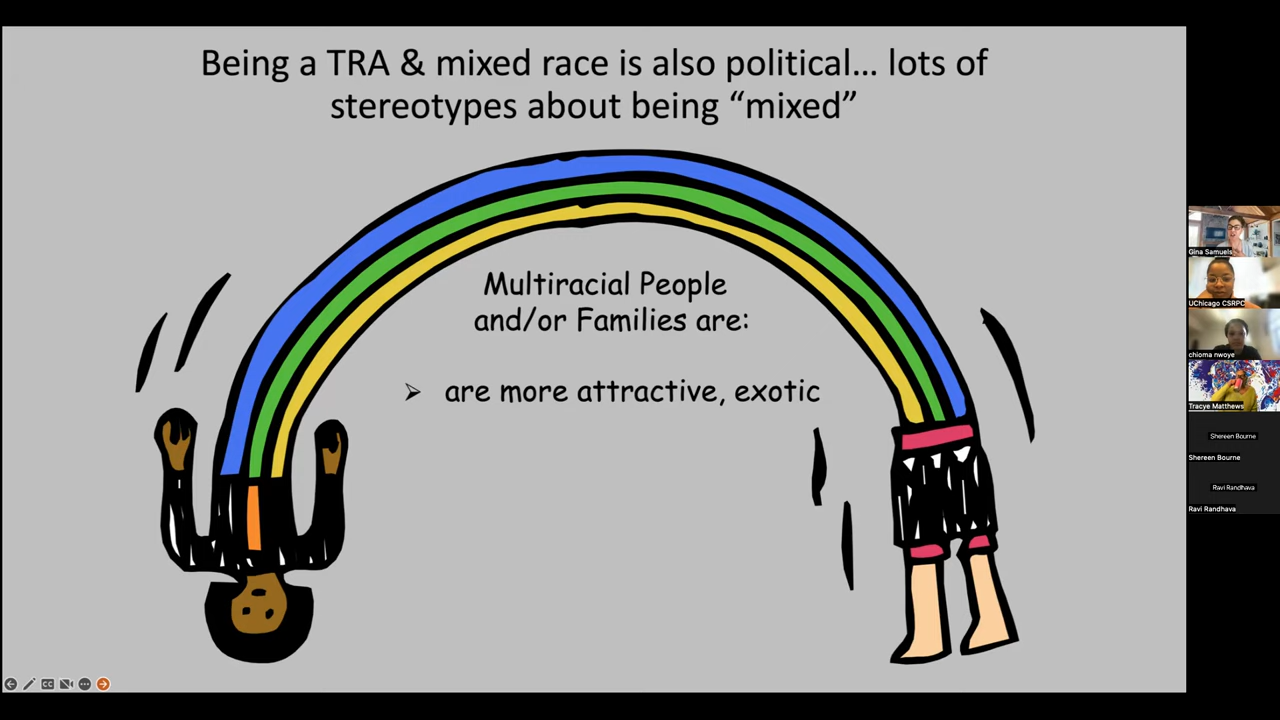 Being a TRA & mixed race is also political… lots of
stereotypes about being “mixed”
Multiracial People
and/or Families are:
➢ are more attractive, exotic
Gina Samuels
UChicago CSRPC
chioma nwoye
Tracye Matthews
Shereen Bourne
Shereen Bourne
Ravi Randhava
Ravi Randhava
CC